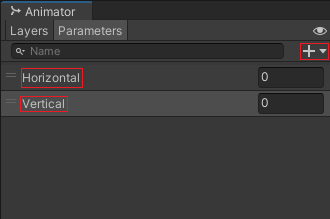 Animator
Layers Parameters
Name
Horizontal 0
Vertical 0